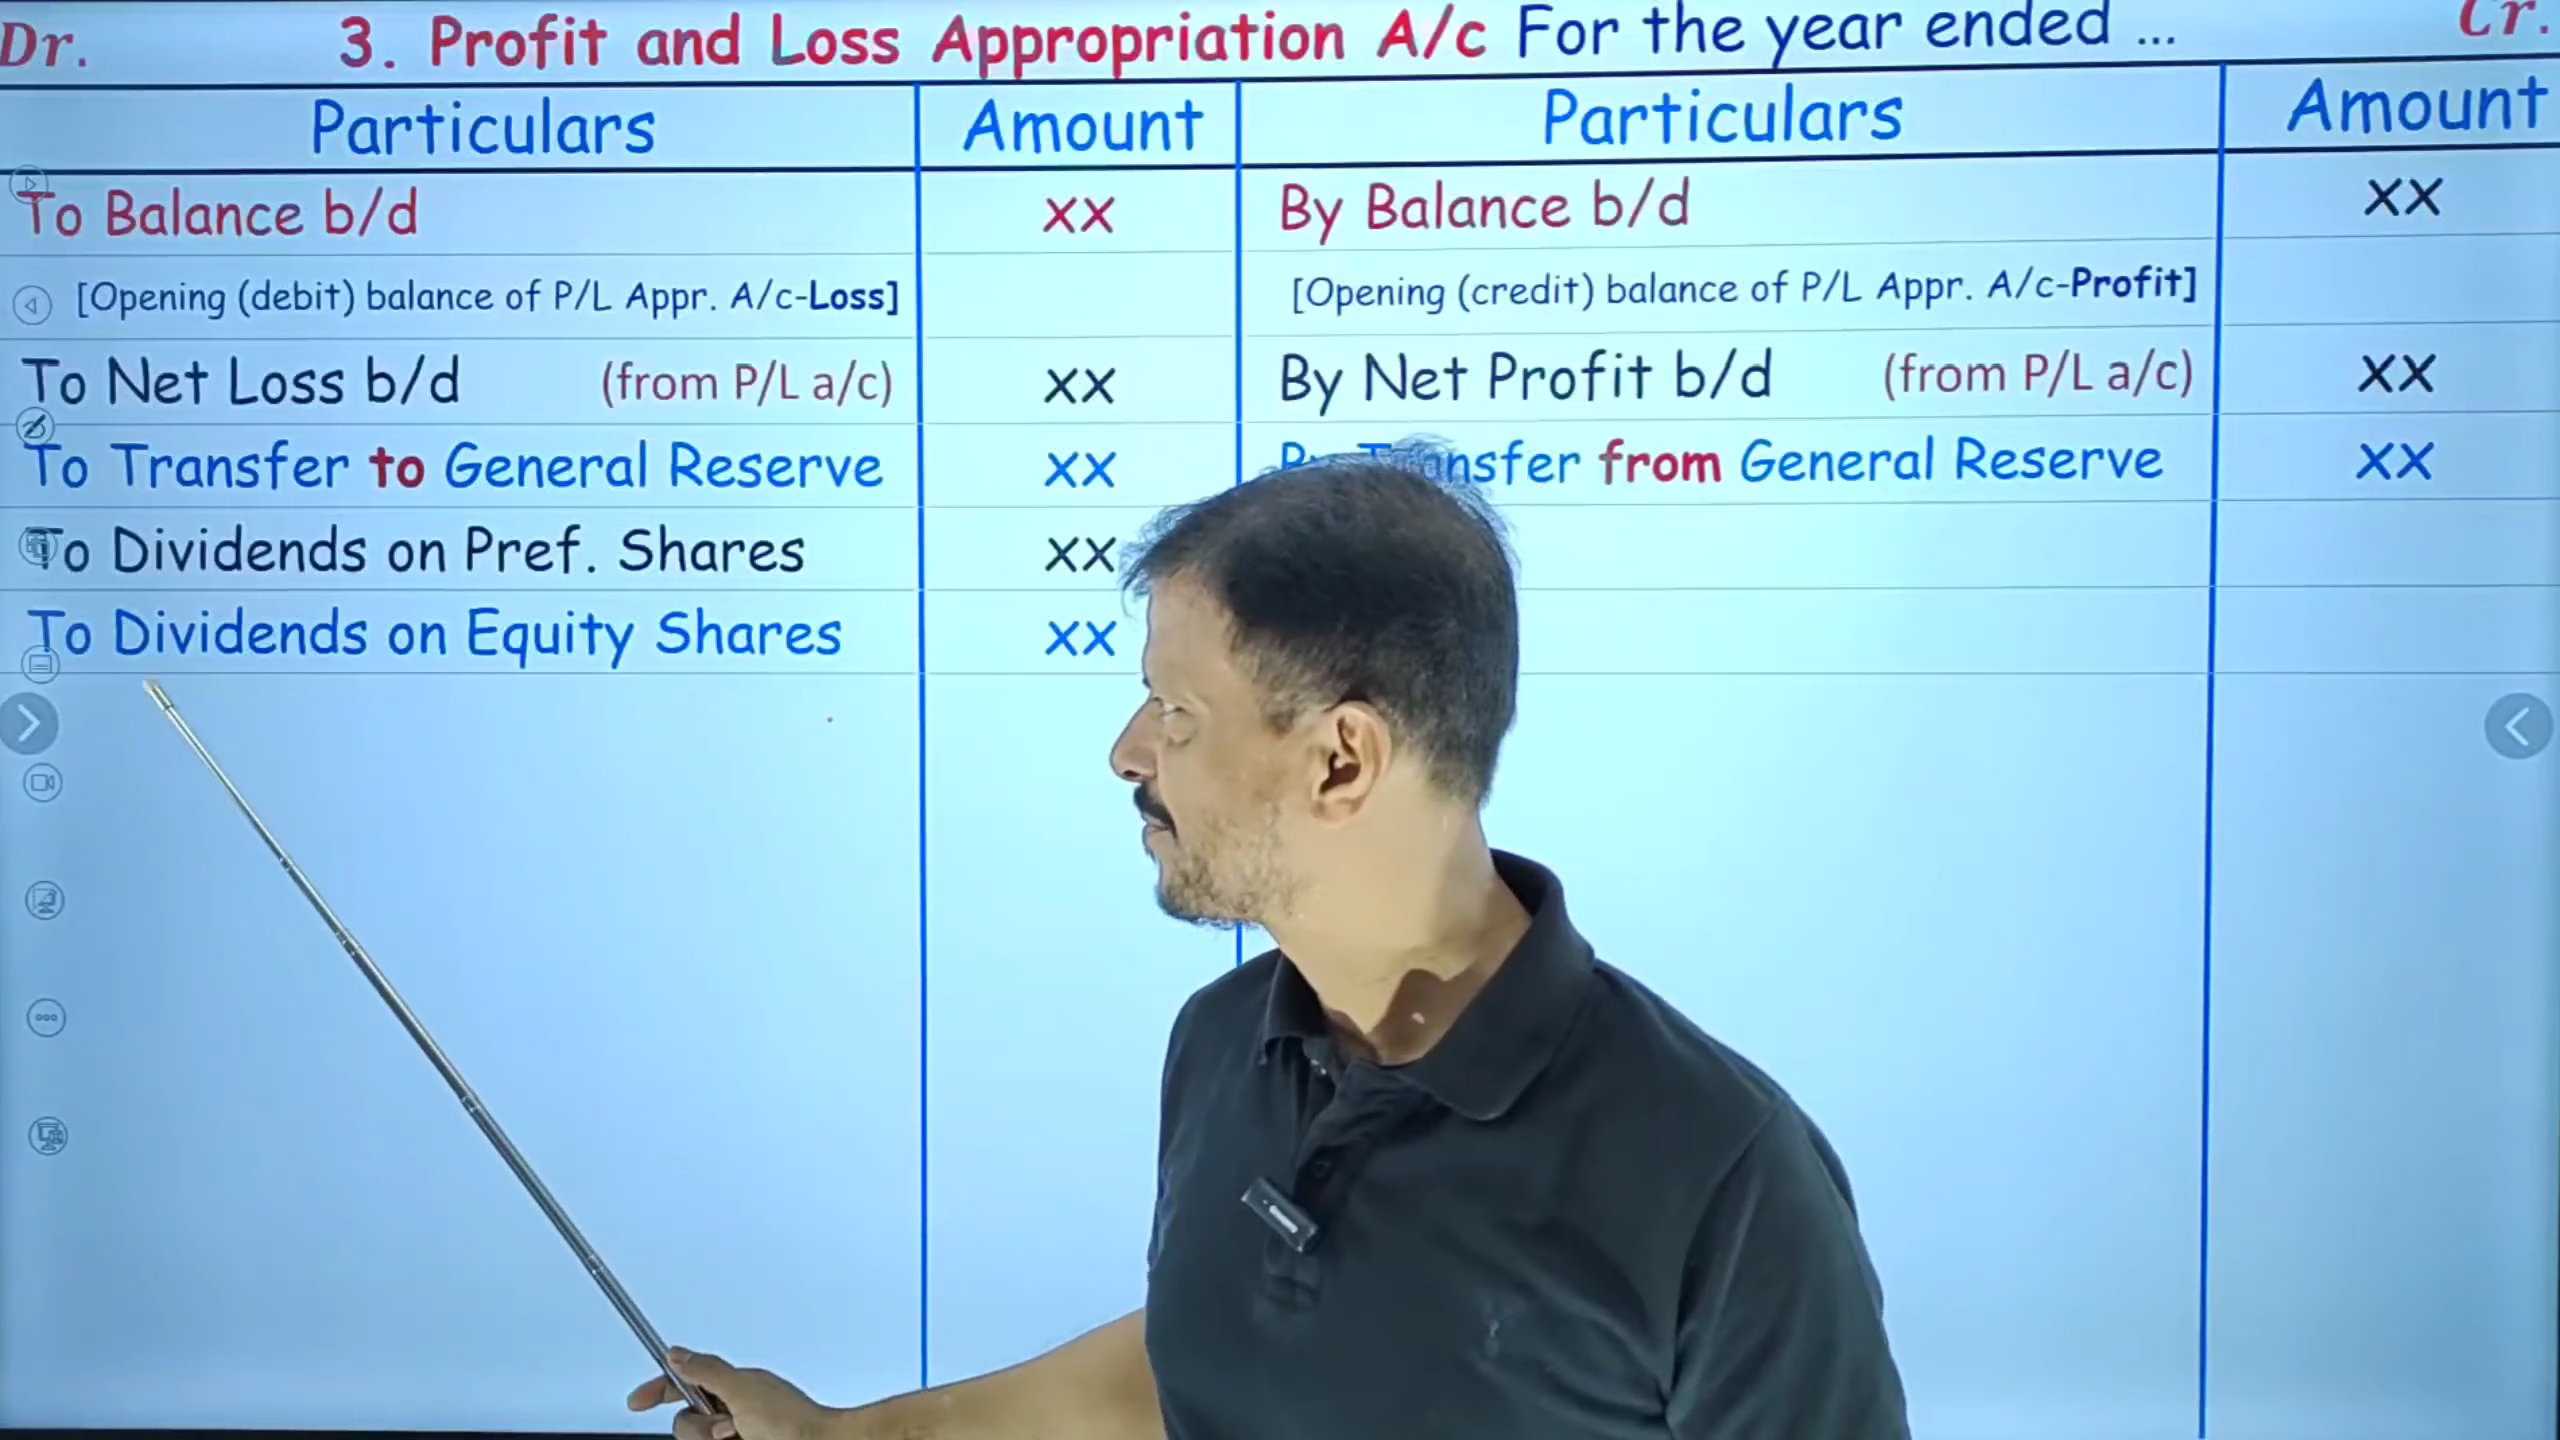 Dr. 3. Profit and Loss Appropriation A/c For the year ended ... Cr.
Particulars Amount Particulars Amount
To Balance b/d xx By Balance b/d xx
[Opening (debit) balance of P/L Appr. A/c-Loss] [Opening (credit) balance of P/L Appr. A/c-Profit]
To Net Loss b/d (from P/L a/c) xx By Net Profit b/d (from P/L a/c) xx
To Transfer to General Reserve xx By Transfer from General Reserve xx
To Dividends on Pref. Shares xx
To Dividends on Equity Shares xx